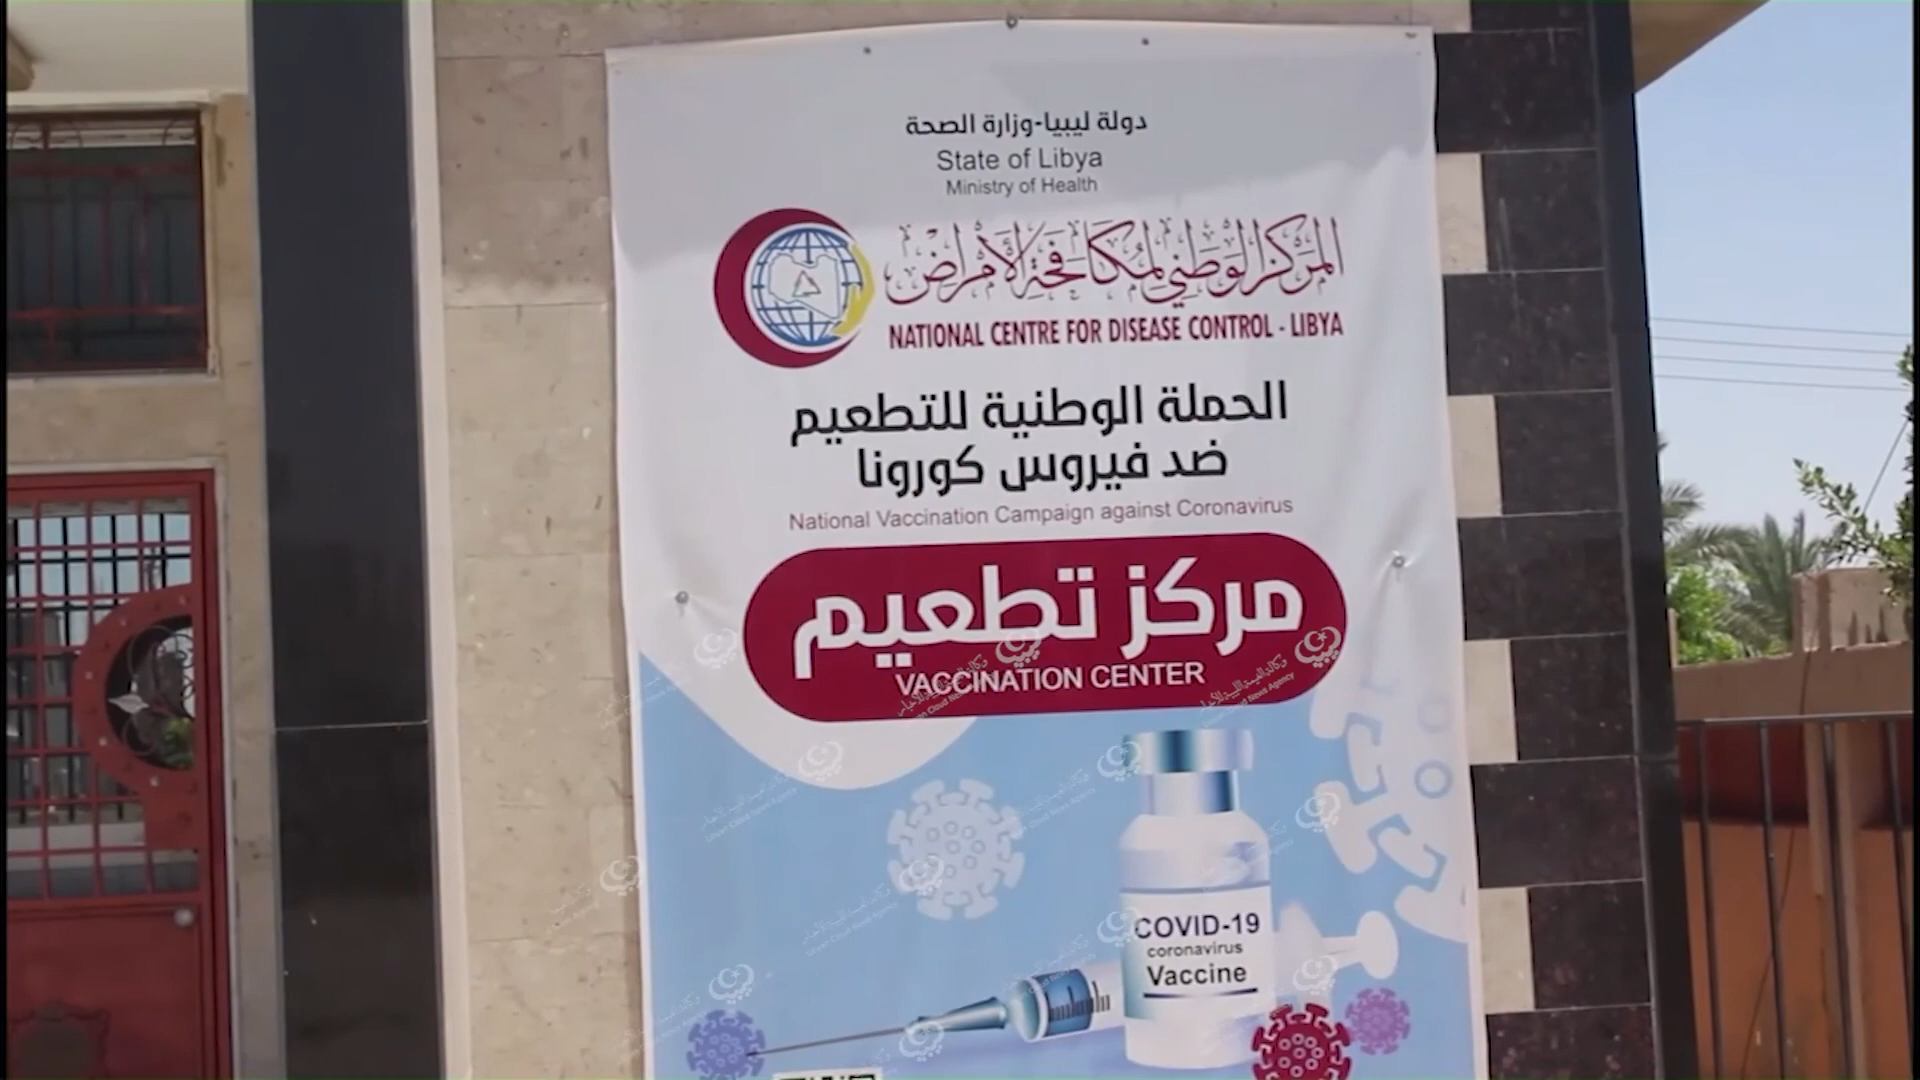 دولة ليبيا-وزارة الصحة
State of Libya
Ministry of Health
المركز الوطني لمكافحة الأمراض
NATIONAL CENTRE FOR DISEASE CONTROL - LIBYA
الحملة الوطنية للتطعيم
ضد فيروس كورونا
National Vaccination Campaign against Coronavirus
مركز تطعيم
VACCINATION CENTER
COVID-19
coronavirus
Vaccine